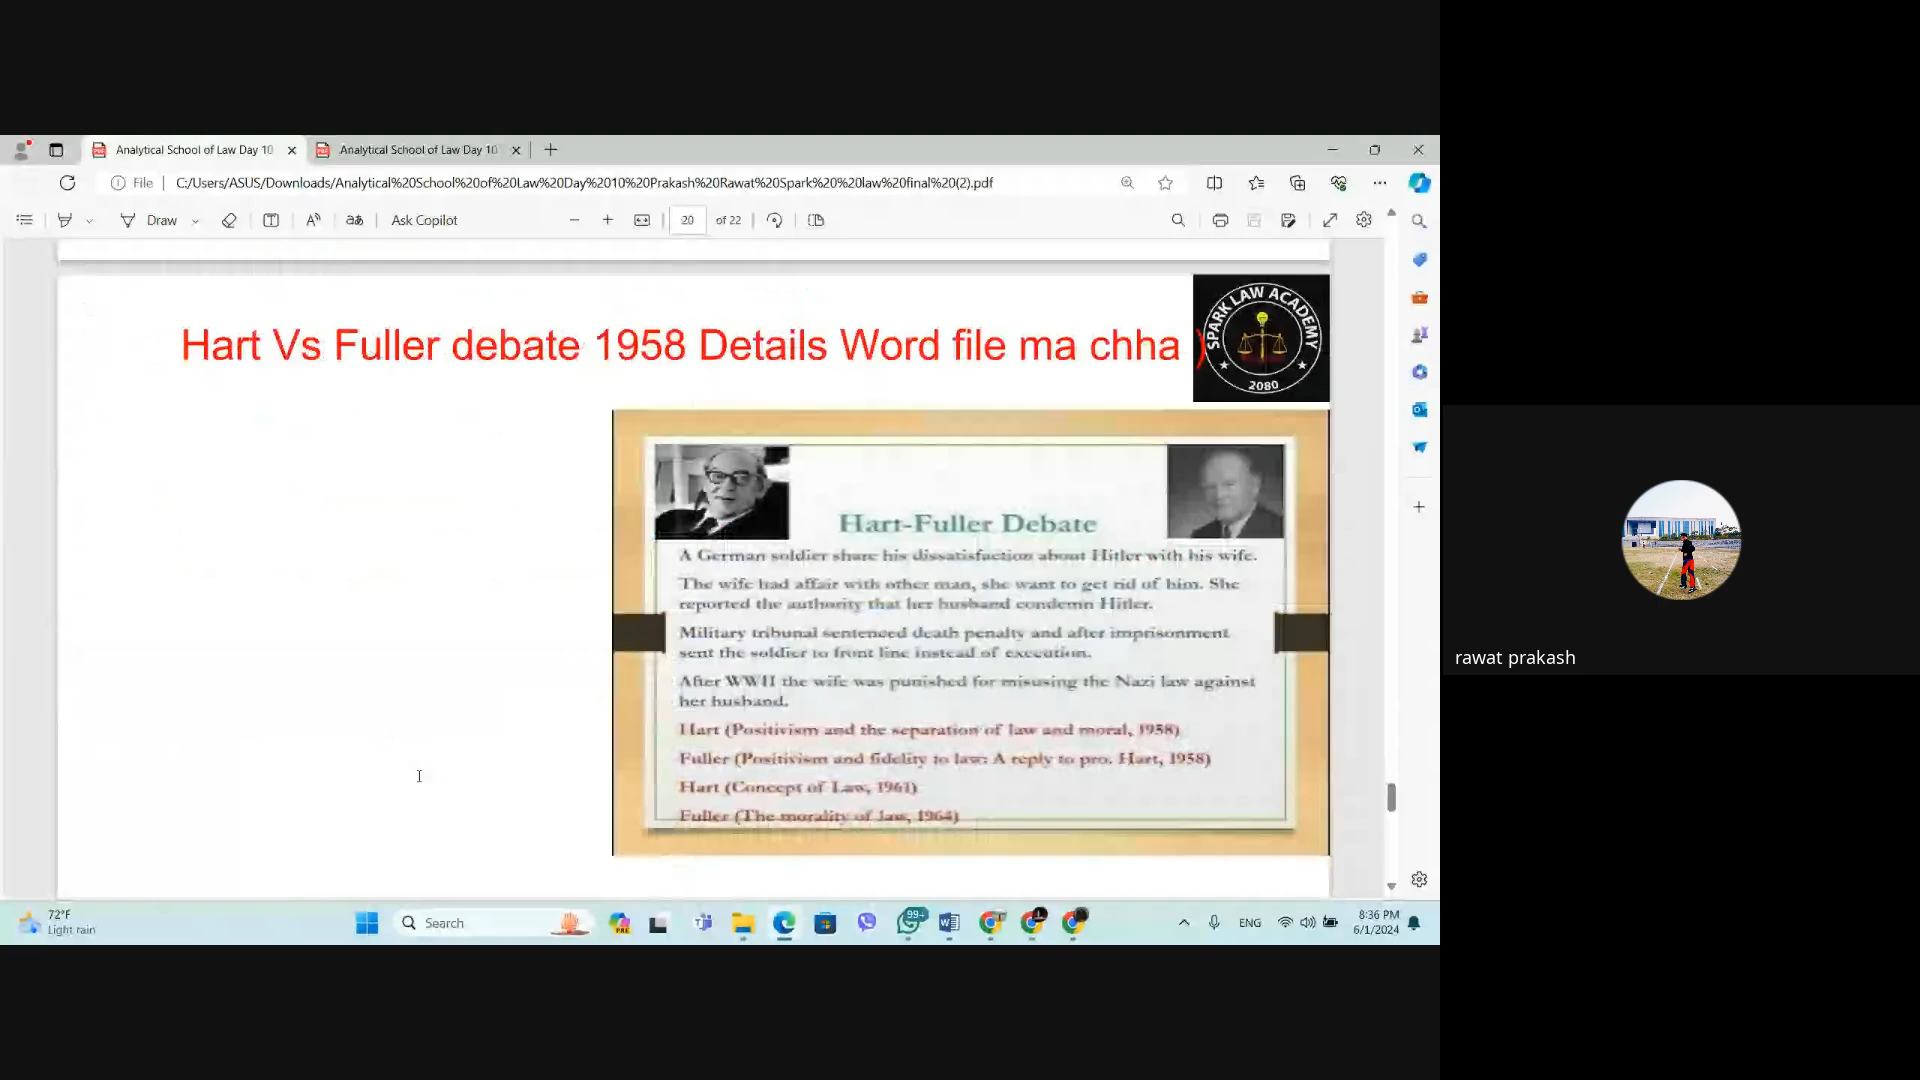 Analytical School of Law Day 10
Analytical School of Law Day 10
File
C:/Users/ASUS/Downloads/Analytical%20School%20of%20Law%20Day%2010%20Prakash%20Rawat%20Spark%20%20law%20final%20(2).pdf
Draw
Ask Copilot
20
of 22
Hart Vs Fuller debate 1958 Details Word file ma chha )
SPARK LAW ACADEMY
2080
Hart-Fuller Debate
A German soldier share his dissatisfaction about Hitler with his wife.
The wife had affair with other man, she want to get rid of him. She
reported the authority that her husband condemn Hitler.
Military tribunal sentenced death penalty and after imprisonment
sent the soldier to front line instead of execution.
After WWII the wife was punished for misusing the Nazi law against
her husband.
Hart (Positivism and the separation of law and moral, 1958)
Fuller (Positivism and fidelity to law: A reply to pro. Hart, 1958)
Hart (Concept of Law, 1961)
Fuller (The morality of law, 1964)
rawat prakash
72°F
Light rain
Search
PRE
99+
ENG
8:36 PM
6/1/2024